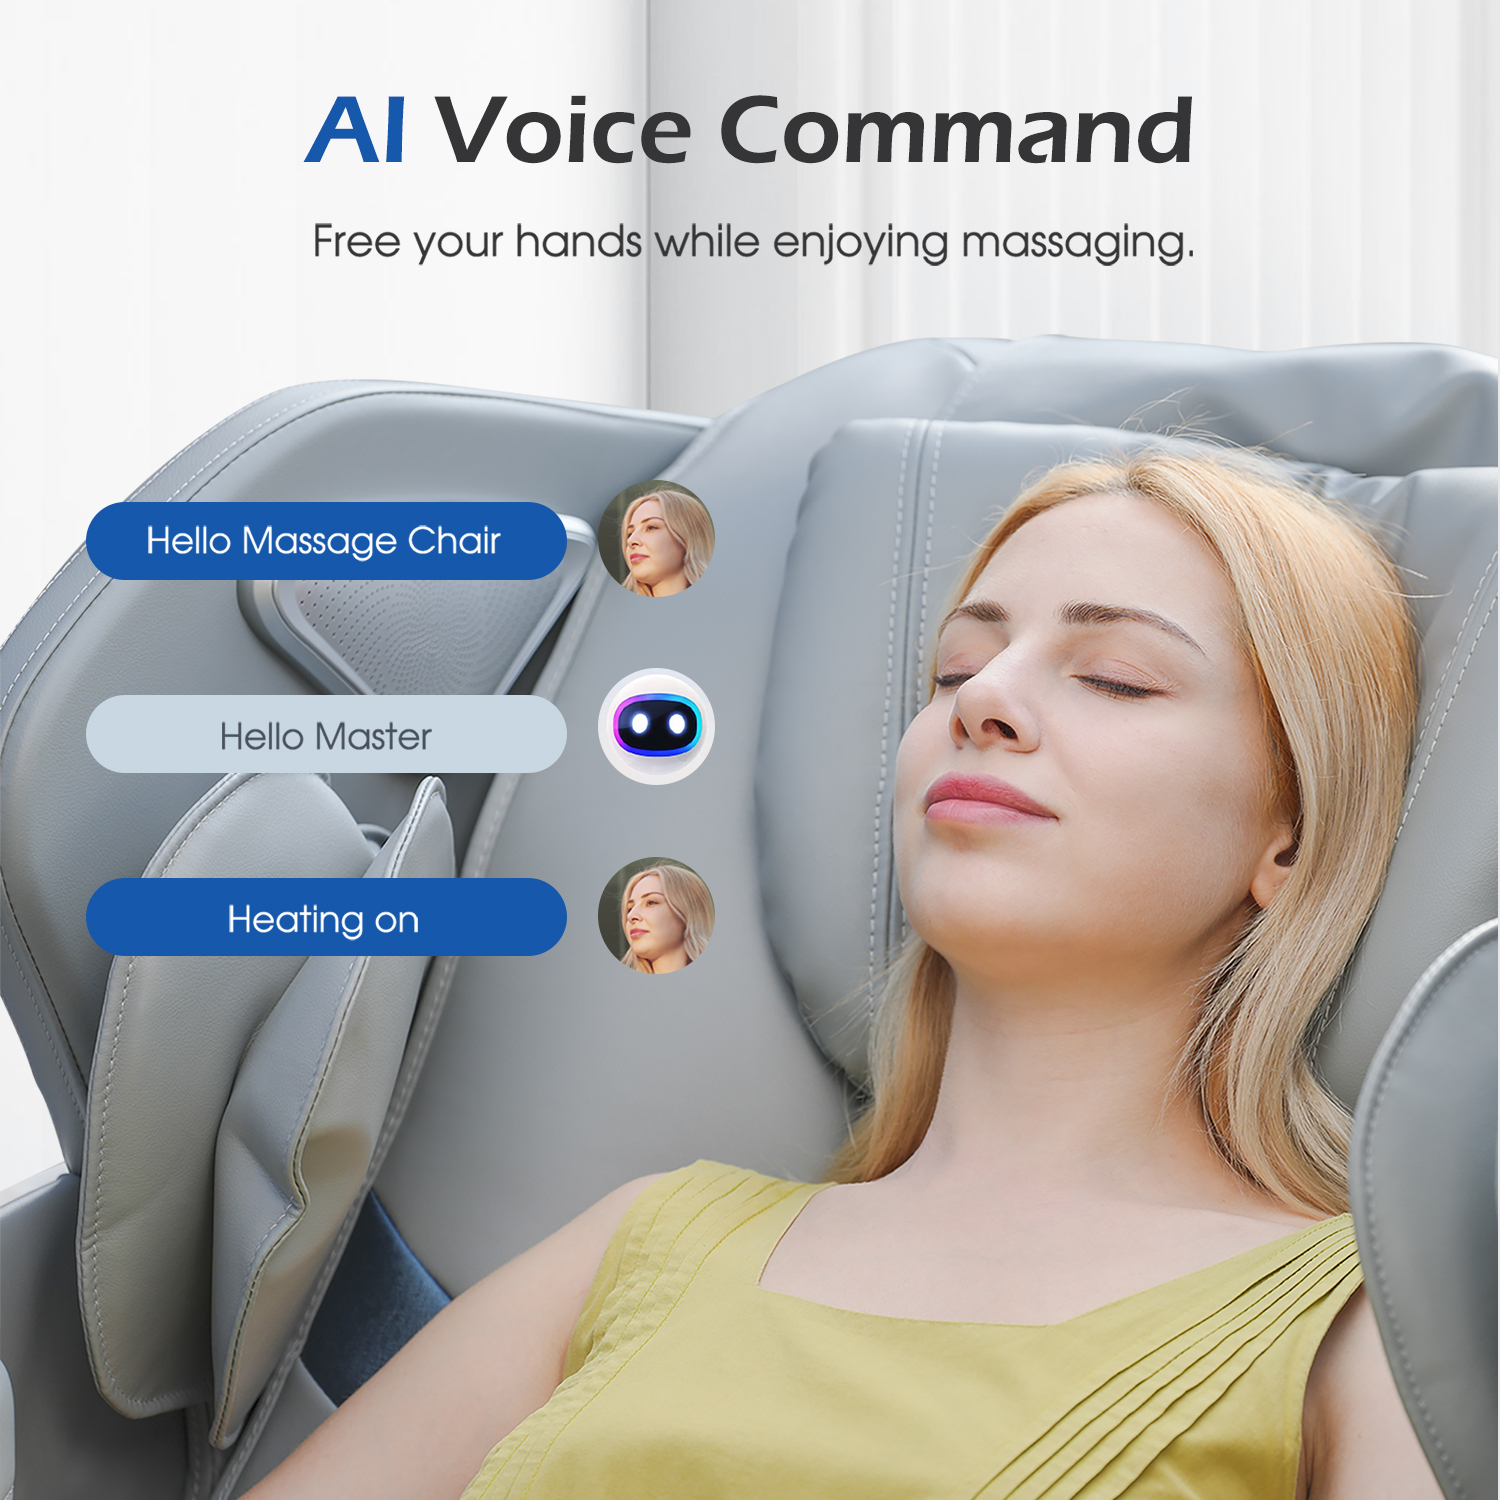 AI Voice Command
Free your hands while enjoying massaging.
Hello Massage Chair
Hello Master
Heating on